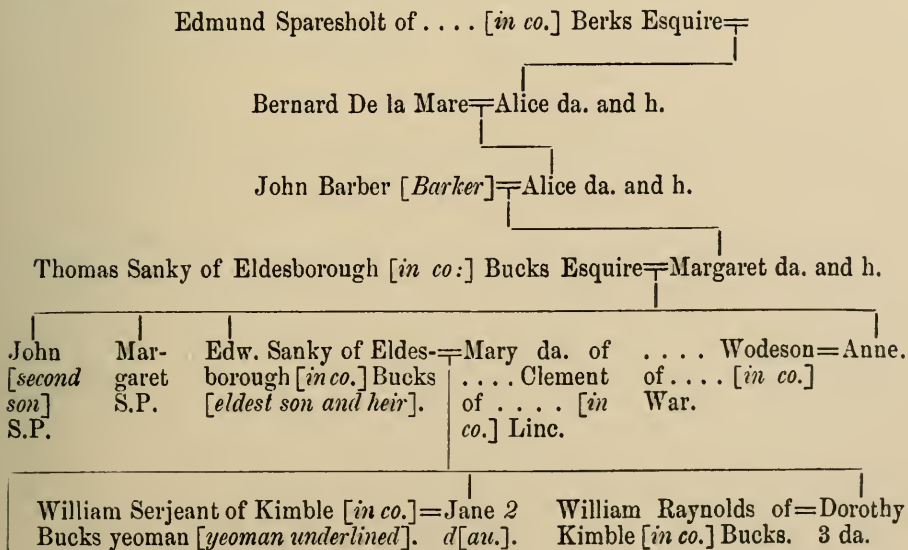 Edmund Sparesholt of . . . . [in co.] Berks Esquire=
Bernard De la Mare=Alice da. and h.
John Barber [Barker]=Alice da. and h.
Thomas Sanky of Eldesborough [in co:] Bucks Esquire=Margaret da. and h.
John
[second
son]
S.P.
Mar-
garet
S.P.
Edw. Sanky of Eldes-
borough [in co.] Bucks
[eldest son and heir].
=Mary da. of
. . . . Clement
of . . . . [in
co.] Linc.
. . . . Wodeson=Anne.
of . . . . [in co.]
War.
William Serjeant of Kimble [in co.]=Jane 2
Bucks yeoman [yeoman underlined]. d[au.].
William Raynolds of=Dorothy
Kimble [in co.] Bucks. 3 da.